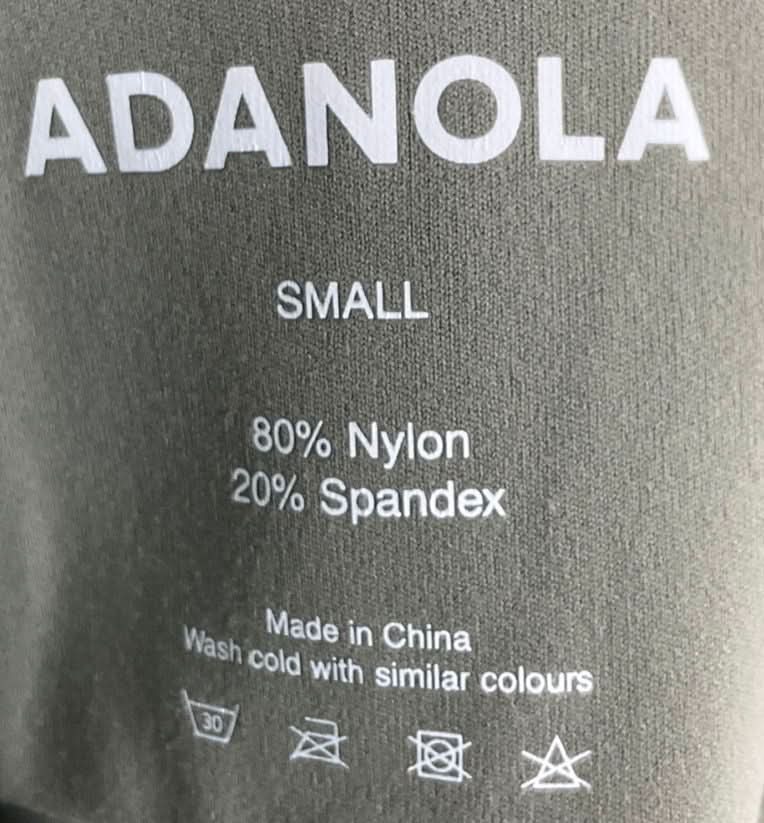 ADANOLA
SMALL
80% Nylon
20% Spandex
Made in China
Wash cold with similar colours
30